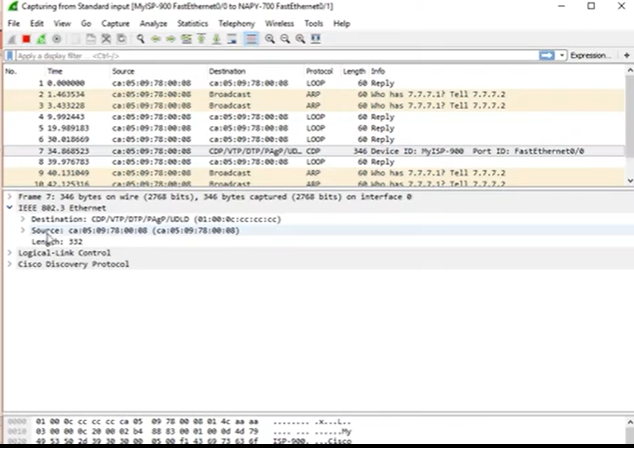 Capturing from Standard input [MyISP-900 FastEthernet0/0 to NAPY-700 FastEthernet0/1]
File Edit View Go Capture Analyze Statistics Telephony Wireless Tools Help
Apply a display filter ... <Ctrl-/> Expression... +
No. Time Source Destination Protocol Length Info
1 0.000000 ca:05:09:78:00:08 ca:05:09:78:00:08 LOOP 60 Reply
2 1.463534 ca:05:09:78:00:08 Broadcast ARP 60 Who has 7.7.7.1? Tell 7.7.7.2
3 3.433228 ca:05:09:78:00:08 Broadcast ARP 60 Who has 7.7.7.1? Tell 7.7.7.2
4 9.992443 ca:05:09:78:00:08 ca:05:09:78:00:08 LOOP 60 Reply
5 19.989183 ca:05:09:78:00:08 ca:05:09:78:00:08 LOOP 60 Reply
6 30.018669 ca:05:09:78:00:08 ca:05:09:78:00:08 LOOP 60 Reply
7 34.868523 ca:05:09:78:00:08 CDP/VTP/DTP/PAgP/UD... CDP 346 Device ID: MyISP-900 Port ID: FastEthernet0/0
8 39.976783 ca:05:09:78:00:08 ca:05:09:78:00:08 LOOP 60 Reply
9 40.131049 ca:05:09:78:00:08 Broadcast ARP 60 Who has 7.7.7.1? Tell 7.7.7.2
10 42.125316 ca:05:09:78:00:08 Broadcast ARP 60 Who has 7.7.7.1? Tell 7.7.7.2
Frame 7: 346 bytes on wire (2768 bits), 346 bytes captured (2768 bits) on interface 0
IEEE 802.3 Ethernet
Destination: CDP/VTP/DTP/PAgP/UDLD (01:00:0c:cc:cc:cc)
Source: ca:05:09:78:00:08 (ca:05:09:78:00:08)
Length: 332
Logical-Link Control
Cisco Discovery Protocol
0000 01 00 0c cc cc cc ca 05 09 78 00 08 01 4c aa aa ........ .x...L..
0010 03 00 00 0c 20 00 02 b4 88 83 00 01 00 0d 4d 79 .... ... ......My
0020 49 53 50 2d 39 30 30 00 05 00 f1 43 69 73 63 6f ISP-900. ...Cisco